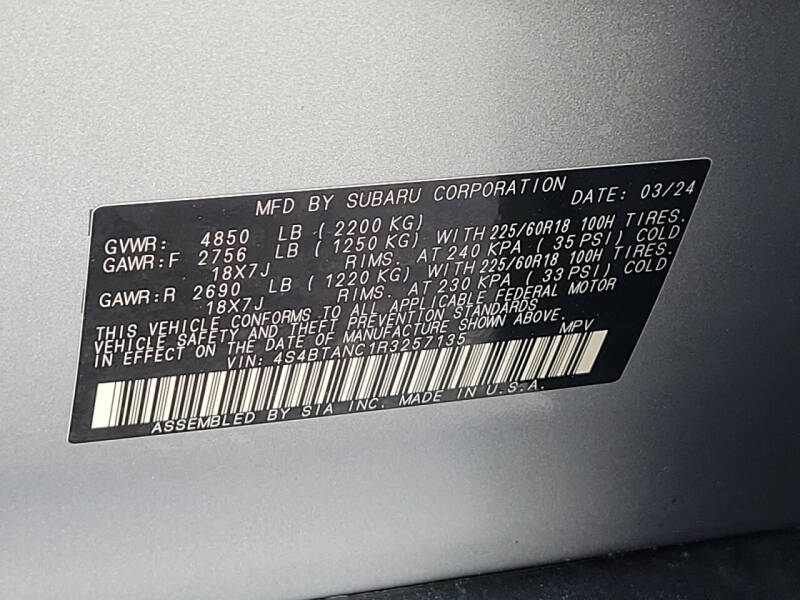 MFD BY SUBARU CORPORATION DATE: 03/24
GVWR: 4850 LB (2200 KG)
GAWR:F 2756 LB (1250 KG) WITH 225/60R18 100H TIRES.
18X7J RIMS. AT 240 KPA (35 PSI) COLD
GAWR:R 2690 LB (1220 KG) WITH 225/60R18 100H TIRES.
18X7J RIMS. AT 230 KPA (33 PSI) COLD
THIS VEHICLE CONFORMS TO ALL APPLICABLE FEDERAL MOTOR
VEHICLE SAFETY AND THEFT PREVENTION STANDARDS
IN EFFECT ON THE DATE OF MANUFACTURE SHOWN ABOVE.
VIN: 4S4BTANC1R3257135 MPV
ASSEMBLED BY SIA INC. MADE IN U.S.A.